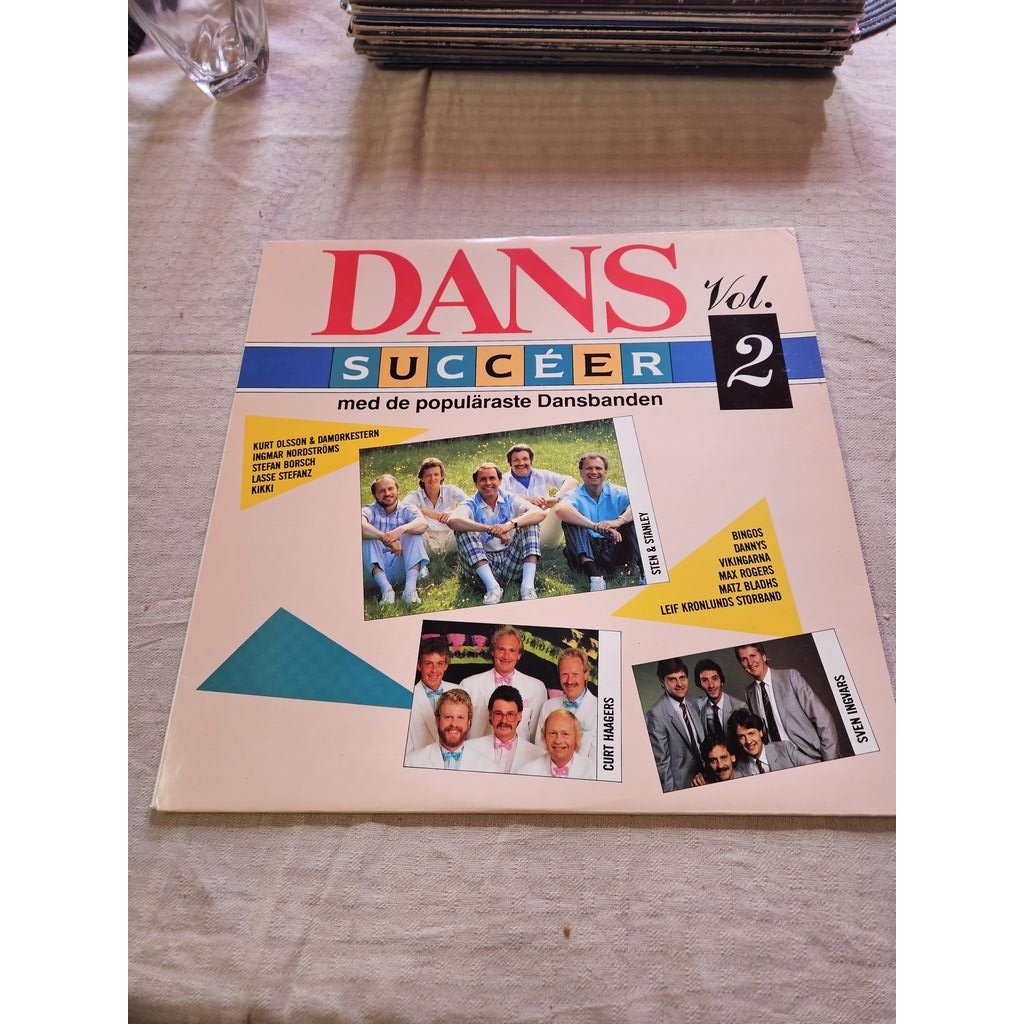 DANS
Vol.
2
SUCCÉER
med de populäraste Dansbanden
KURT OLSSON & DAMORKESTERN
INGMAR NORDSTRÖMS
STEFAN BORSCH
LASSE STEFANZ
KIKKI
STEN & STANLEY
BINGOS
DANNYS
VIKINGARNA
MAX ROGERS
MATZ BLADHS
LEIF KRONLUNDS STORBAND
CURT HAAGERS
SVEN INGVARS